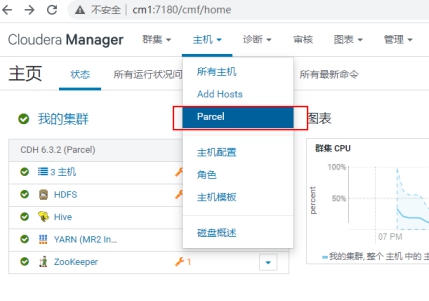 不安全 | cm1:7180/cmf/home
Cloudera Manager 群集 主机 诊断 审核 图表 管理
主页 状态 所有运行状况问 所有最新命令
所有主机
Add Hosts
Parcel
主机配置
角色
主机模板
磁盘概述
我的集群
CDH 6.3.2 (Parcel)
3 主机
HDFS
Hive
YARN (MR2 In...
ZooKeeper 1
图表
群集 CPU
percent
100%
50%
07 PM
我的集群, 整个 主机 中的 主